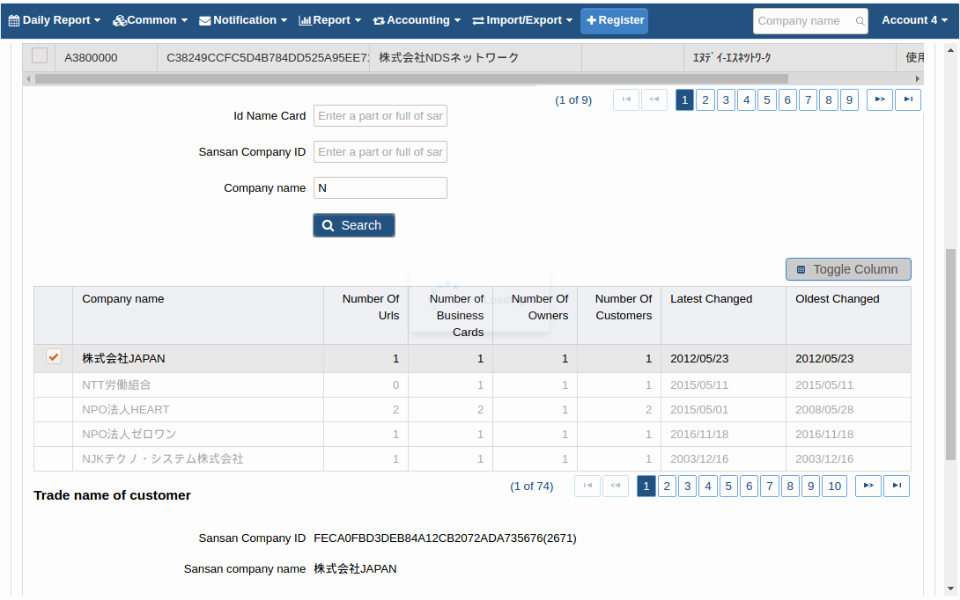 Daily Report Common Notification Report Accounting Import/Export + Register Company name Account 4
A3800000 C38249CCFC5D4B784DD525A95EE7 株式会社NDSネットワーク ｴﾇﾃﾞｨｰｴｽﾈｯﾄﾜｰｸ 使用
(1 of 9) 1 2 3 4 5 6 7 8 9
Id Name Card Enter a part or full of sar
Sansan Company ID Enter a part or full of sar
Company name N
Search
Toggle Column
Company name Number Of Urls Number of Business Cards Number Of Owners Number Of Customers Latest Changed Oldest Changed
株式会社JAPAN 1 1 1 1 2012/05/23 2012/05/23
NTT労働組合 0 1 1 1 2015/05/11 2015/05/11
NPO法人HEART 2 2 1 2 2015/05/01 2008/05/28
NPO法人ゼロワン 1 1 1 1 2016/11/18 2016/11/18
NJKテクノ・システム株式会社 1 1 1 1 2003/12/16 2003/12/16
(1 of 74) 1 2 3 4 5 6 7 8 9 10
Trade name of customer
Sansan Company ID FECA0FBD3DEB84A12CB2072ADA735676(2671)
Sansan company name 株式会社JAPAN